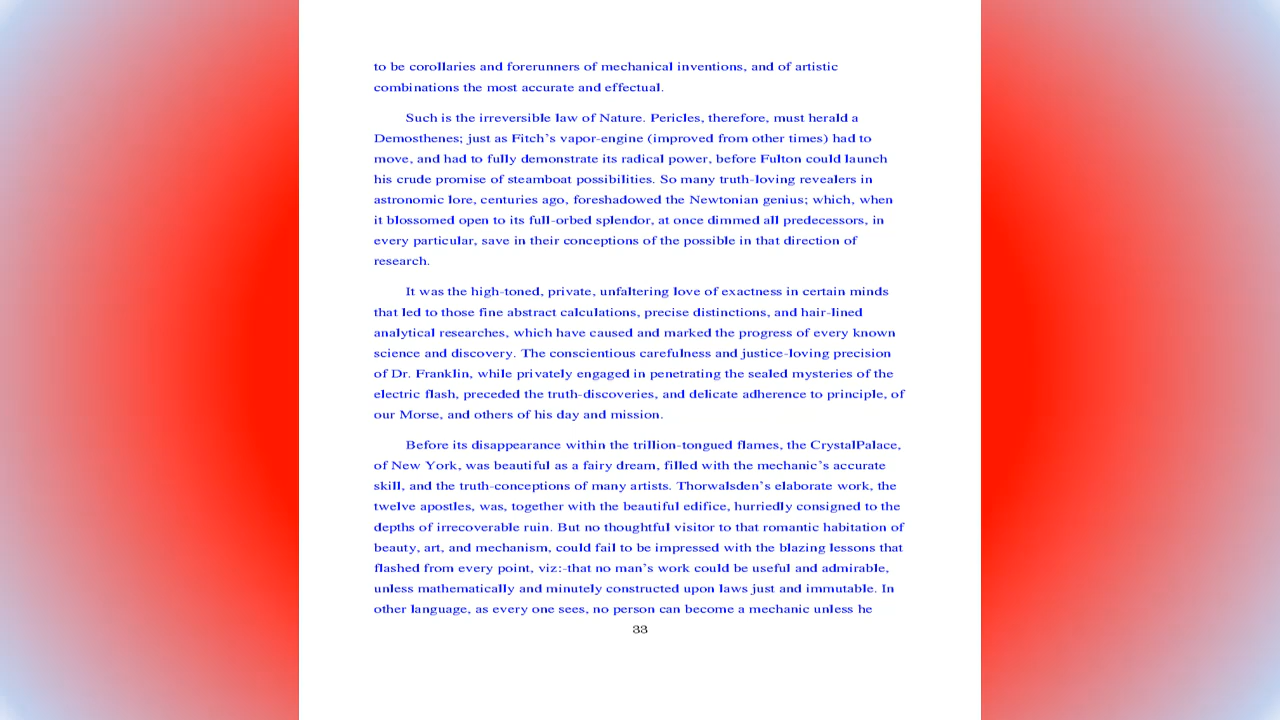 to be corollaries and forerunners of mechanical inventions, and of artistic
combinations the most accurate and effectual.
Such is the irreversible law of Nature. Pericles, therefore, must herald a
Demosthenes; just as Fitch’s vapor-engine (improved from other times) had to
move, and had to fully demonstrate its radical power, before Fulton could launch
his crude promise of steamboat possibilities. So many truth-loving revealers in
astronomic lore, centuries ago, foreshadowed the Newtonian genius; which, when
it blossomed open to its full-orbed splendor, at once dimmed all predecessors, in
every particular, save in their conceptions of the possible in that direction of
research.
It was the high-toned, private, unfaltering love of exactness in certain minds
that led to those fine abstract calculations, precise distinctions, and hair-lined
analytical researches, which have caused and marked the progress of every known
science and discovery. The conscientious carefulness and justice-loving precision
of Dr. Franklin, while privately engaged in penetrating the sealed mysteries of the
electric flash, preceded the truth-discoveries, and delicate adherence to principle, of
our Morse, and others of his day and mission.
Before its disappearance within the trillion-tongued flames, the CrystalPalace,
of New York, was beautiful as a fairy dream, filled with the mechanic’s accurate
skill, and the truth-conceptions of many artists. Thorwalsden’s elaborate work, the
twelve apostles, was, together with the beautiful edifice, hurriedly consigned to the
depths of irrecoverable ruin. But no thoughtful visitor to that romantic habitation of
beauty, art, and mechanism, could fail to be impressed with the blazing lessons that
flashed from every point, viz:-that no man’s work could be useful and admirable,
unless mathematically and minutely constructed upon laws just and immutable. In
other language, as every one sees, no person can become a mechanic unless he
33